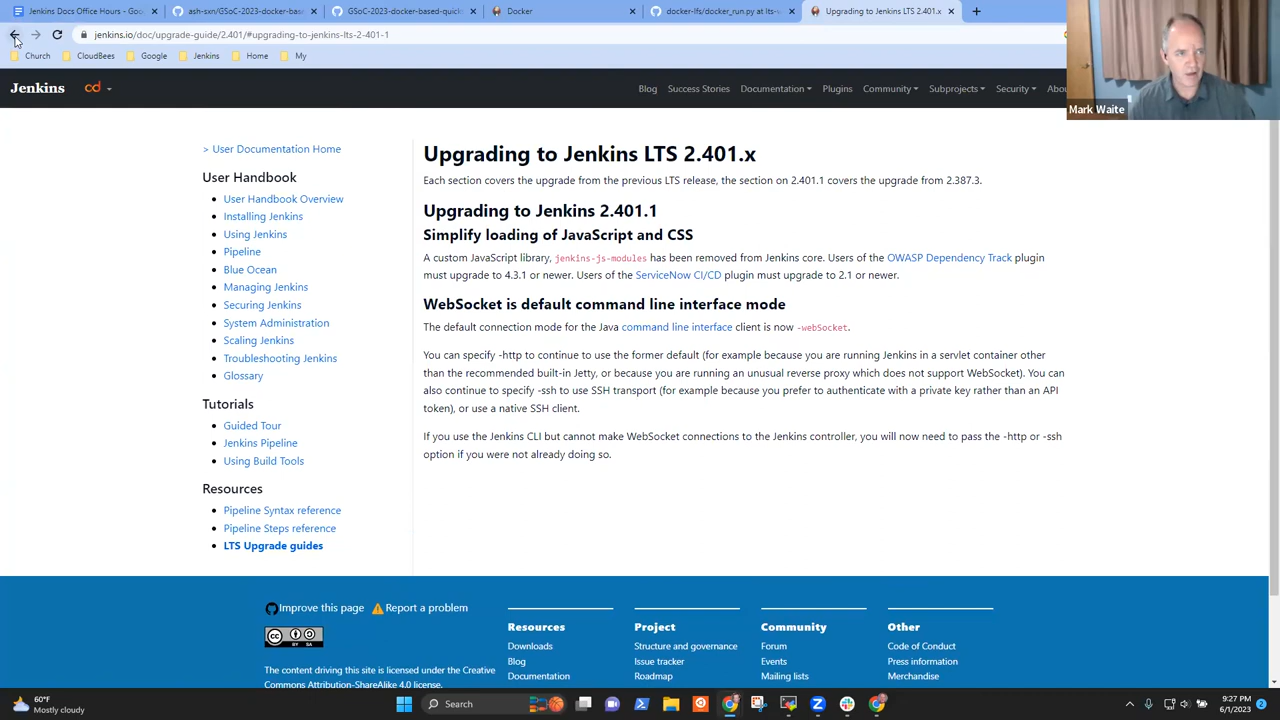 Jenkins Docs Office Hours - Goo
ash-sxn/GSoC-2023-docker-base
GSoC-2023-docker-based-quick
Docker
docker-lfs/docker_run.py at lts
Upgrading to Jenkins LTS 2.401.x
jenkins.io/doc/upgrade-guide/2.401/#upgrading-to-jenkins-lts-2-401-1
Church
CloudBees
Google
Jenkins
Home
My
Mark Waite
Jenkins
cd
Blog
Success Stories
Documentation
Plugins
Community
Subprojects
Security
Abou
> User Documentation Home
User Handbook
User Handbook Overview
Installing Jenkins
Using Jenkins
Pipeline
Blue Ocean
Managing Jenkins
Securing Jenkins
System Administration
Scaling Jenkins
Troubleshooting Jenkins
Glossary
Tutorials
Guided Tour
Jenkins Pipeline
Using Build Tools
Resources
Pipeline Syntax reference
Pipeline Steps reference
LTS Upgrade guides
Upgrading to Jenkins LTS 2.401.x
Each section covers the upgrade from the previous LTS release, the section on 2.401.1 covers the upgrade from 2.387.3.
Upgrading to Jenkins 2.401.1
Simplify loading of JavaScript and CSS
A custom JavaScript library, jenkins-js-modules has been removed from Jenkins core. Users of the OWASP Dependency Track plugin
must upgrade to 4.3.1 or newer. Users of the ServiceNow CI/CD plugin must upgrade to 2.1 or newer.
WebSocket is default command line interface mode
The default connection mode for the Java command line interface client is now -webSocket.
You can specify -http to continue to use the former default (for example because you are running Jenkins in a servlet container other
than the recommended built-in Jetty, or because you are running an unusual reverse proxy which does not support WebSocket). You can
also continue to specify -ssh to use SSH transport (for example because you prefer to authenticate with a private key rather than an API
token), or use a native SSH client.
If you use the Jenkins CLI but cannot make WebSocket connections to the Jenkins controller, you will now need to pass the -http or -ssh
option if you were not already doing so.
Improve this page
Report a problem
CC
BY SA
The content driving this site is licensed under the Creative
Commons Attribution-ShareAlike 4.0 license.
Resources
Downloads
Blog
Documentation
Project
Structure and governance
Issue tracker
Roadmap
Community
Forum
Events
Mailing lists
Other
Code of Conduct
Press information
Merchandise
60°F
Mostly cloudy
Search
9:27 PM
6/1/2023
2